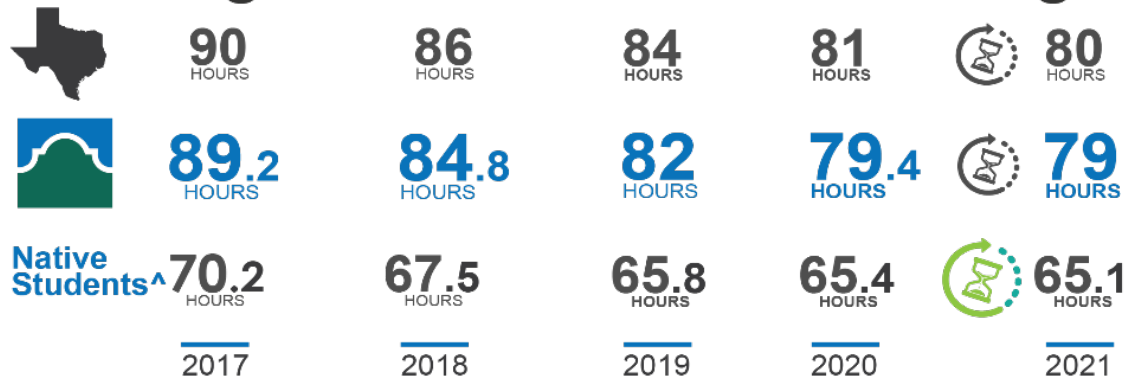 90 86 84 81 80
HOURS HOURS HOURS HOURS HOURS
89.2 84.8 82 79.4 79
HOURS HOURS HOURS HOURS HOURS
Native
Students^ 70.2 67.5 65.8 65.4 65.1
HOURS HOURS HOURS HOURS HOURS
2017 2018 2019 2020 2021